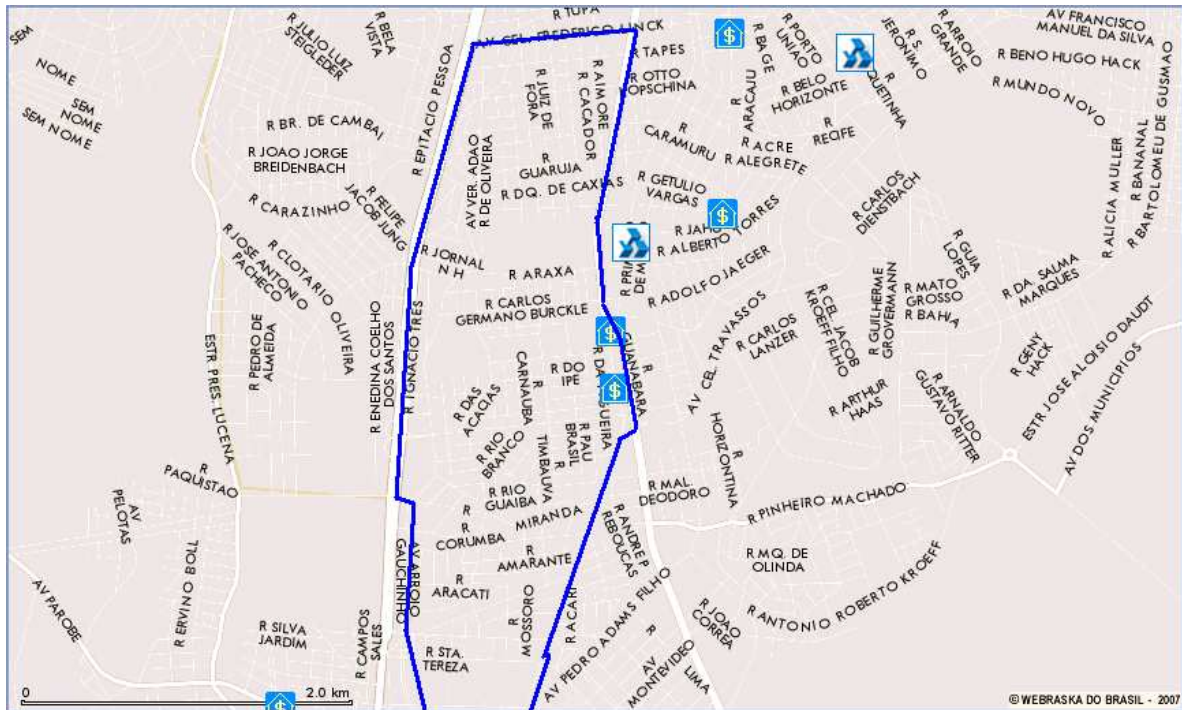 R TUPA
AV CEL. FREDERICO LINCK
R BELA
VISTA
R JULIO LUIZ
STEIGLEDER
SEM
NOME
SEM
NOME
SEM NOME
R EPITACIO PESSOA
R TAPES
R OTTO
R JUIZ DE
FORA
R AIMORE
R CACADOR
R BAGE
R PORTO
UNIAO
R S.
JERONIMO
R ARROIO
GRANDE
AV FRANCISCO
MANUEL DA SILVA
R BENO HUGO HACK
R MUNDO NOVO
R BELO
HORIZONTE
R
R
ARACAJU
R
RECIFE
R
CARAMURU
R ACRE
R ALEGRETE
R ALICIA MULLER
R BANANAL
R BARTOLOMEU DE GUSMAO
R BR. DE CAMBAI
R JOAO JORGE
BREIDENBACH
R CARAZINHO
R FELIPE
JACOB JUNG
AV VER. ADAO
R DE OLIVEIRA
R
GUARUJA
R DQ. DE CAXIAS
R GETULIO
VARGAS
R ALBERTO TORRES
R ADOLFO JAEGER
R CARLOS
DIENSTBACH
R GUIA
LOPES
R DA. SALMA
MARQUES
R JOSE ANTONIO
PACHECO
R CLOTARIO OLIVEIRA
R JORNAL
N H
R ARAXA
R CARLOS
GERMANO BURCKLE
R MATO
GROSSO
R BAHIA
R GUILHERME
GROVERMANN
R CEL. JACOB
KROEFF FILHO
AV CEL TRAVASSOS
R CARLOS
LANZER
R GENY
HACK
ESTR JOSE ALOISIO DAUDT
AV DOS MUNICIPIOS
ESTR PRES. LUCENA
R PEDRO DE
ALMEIDA
R ENEDINA COELHO
DOS SANTOS
R IGNACIO TRES
R
CARNAUBA
R DO
IPE
R
GUANABARA
R DAS
ACACIAS
R RIO
BRANCO
R
TIMBAUVA
R PAU
BRASIL
R ARTHUR
HAAS
R ARNALDO
GUSTAVO RITTER
R
HORIZONTINA
R
PAQUISTAO
AV
PELOTAS
R RIO
GUAIBA
R
R
CORUMBA
MIRANDA
R MAL.
DEODORO
R PINHEIRO MACHADO
R ERVINO BOLL
AV ARROIO
GAUCHINHO
R
AMARANTE
R ANDRE P
REBOUCAS
R MQ. DE
OLINDA
R ANTONIO ROBERTO KROEFF
AV PAROBE
R SILVA
JARDIM
R CAMPOS
SALES
R
ARACATI
R
MOSSORO
R ACARI
R STA.
TEREZA
AV PEDRO ADAMS FILHO
R JOAO
CORREA
R
AV
MONTEVIDEO
LIMA
0 2.0 km
© WEBRASKA DO BRASIL - 2007